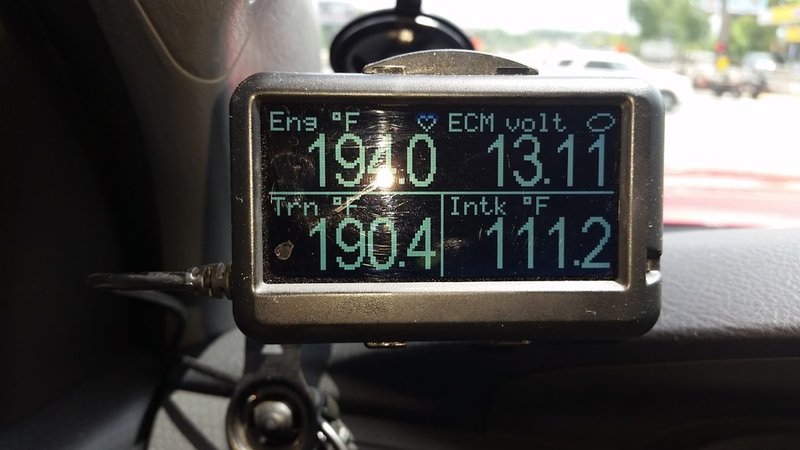 Eng °F ECM volt
194.0 13.11
Trn °F Intk °F
190.4 111.2